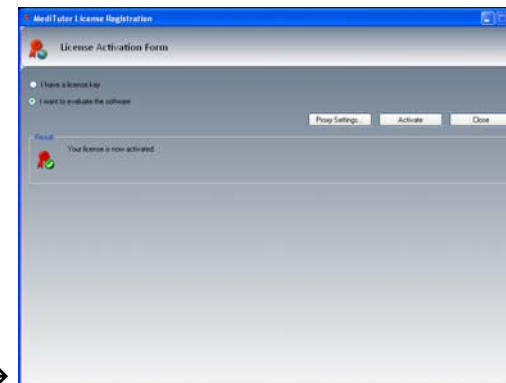 MediTutor License Registration
License Activation Form
I have a license key
I want to evaluate the software
Proxy Settings... Activate Close
Result
Your license is now activated.